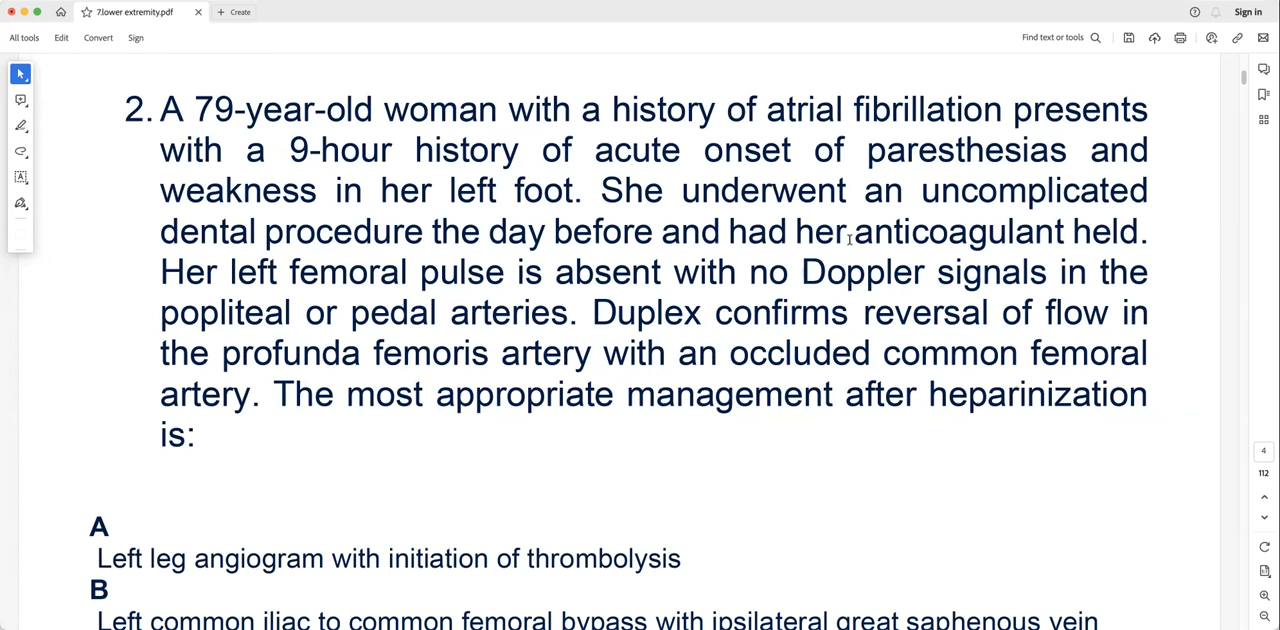 7.lower extremity.pdf
Create
Sign in
All tools
Edit
Convert
Sign
Find text or tools
2. A 79-year-old woman with a history of atrial fibrillation presents
with a 9-hour history of acute onset of paresthesias and
weakness in her left foot. She underwent an uncomplicated
dental procedure the day before and had her anticoagulant held.
Her left femoral pulse is absent with no Doppler signals in the
popliteal or pedal arteries. Duplex confirms reversal of flow in
the profunda femoris artery with an occluded common femoral
artery. The most appropriate management after heparinization
is:
A
Left leg angiogram with initiation of thrombolysis
B
Left common iliac to common femoral bypass with ipsilateral great saphenous vein
4
112